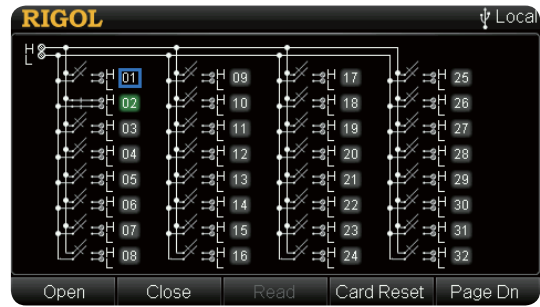 RIGOL Local
H
L
H 01 H 09 H 17 H 25
L L L L
H 02 H 10 H 18 H 26
L L L L
H 03 H 11 H 19 H 27
L L L L
H 04 H 12 H 20 H 28
L L L L
H 05 H 13 H 21 H 29
L L L L
H 06 H 14 H 22 H 30
L L L L
H 07 H 15 H 23 H 31
L L L L
H 08 H 16 H 24 H 32
L L L L
Open Close Read Card Reset Page Dn